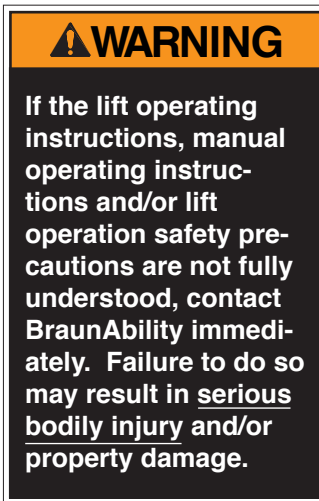 WARNING
If the lift operating
instructions, manual
operating instruc-
tions and/or lift
operation safety pre-
cautions are not fully
understood, contact
BraunAbility immedi-
ately.  Failure to do so
may result in serious
bodily injury and/or
property damage.